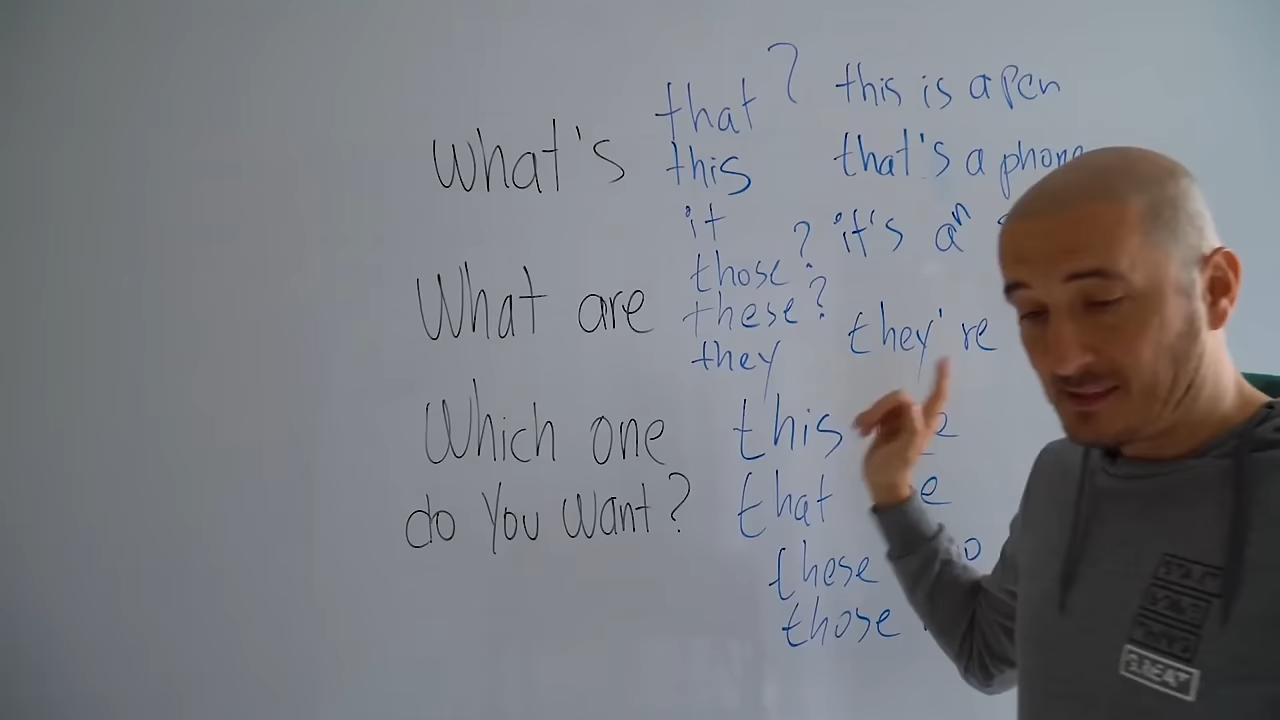 that? this is a pen
What's this that's a phone
it it's an
those?
What are these?
they they're
Which one this
do You Want? that
these
those